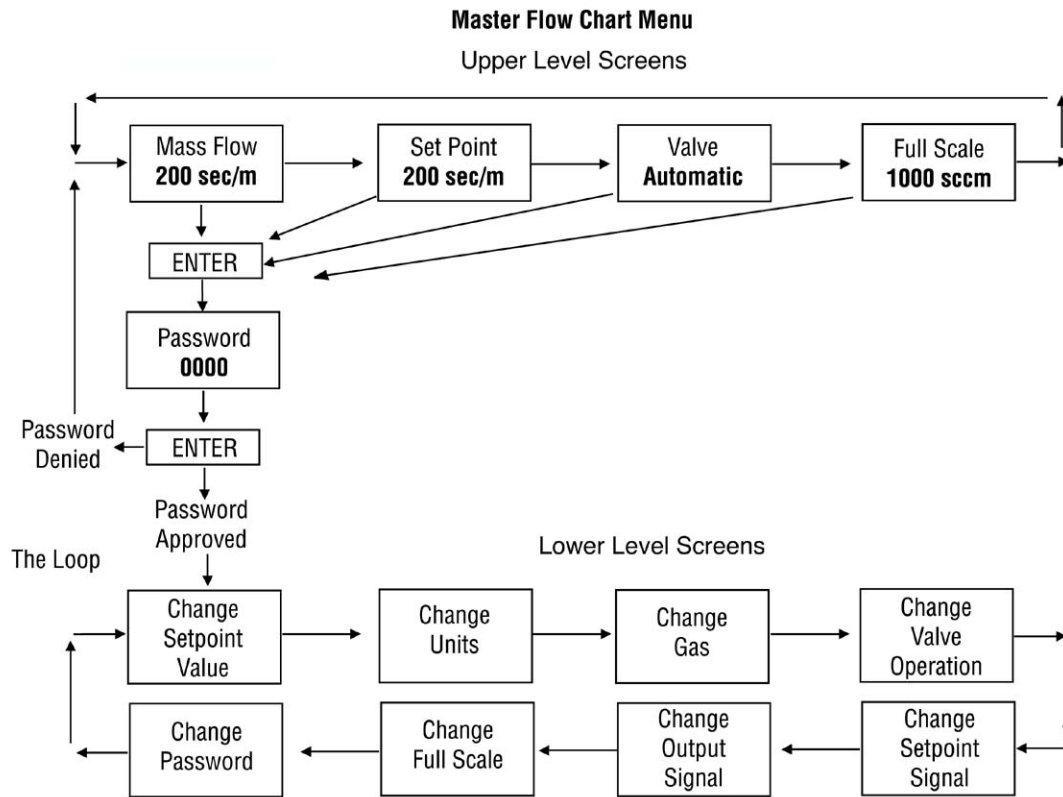 Master Flow Chart Menu
Upper Level Screens
Mass Flow
200 sec/m
Set Point
200 sec/m
Valve
Automatic
Full Scale
1000 sccm
ENTER
Password
0000
ENTER
Password
Denied
Password
Approved
The Loop
Lower Level Screens
Change
Setpoint
Value
Change
Units
Change
Gas
Change
Valve
Operation
Change
Password
Change
Full Scale
Change
Output
Signal
Change
Setpoint
Signal